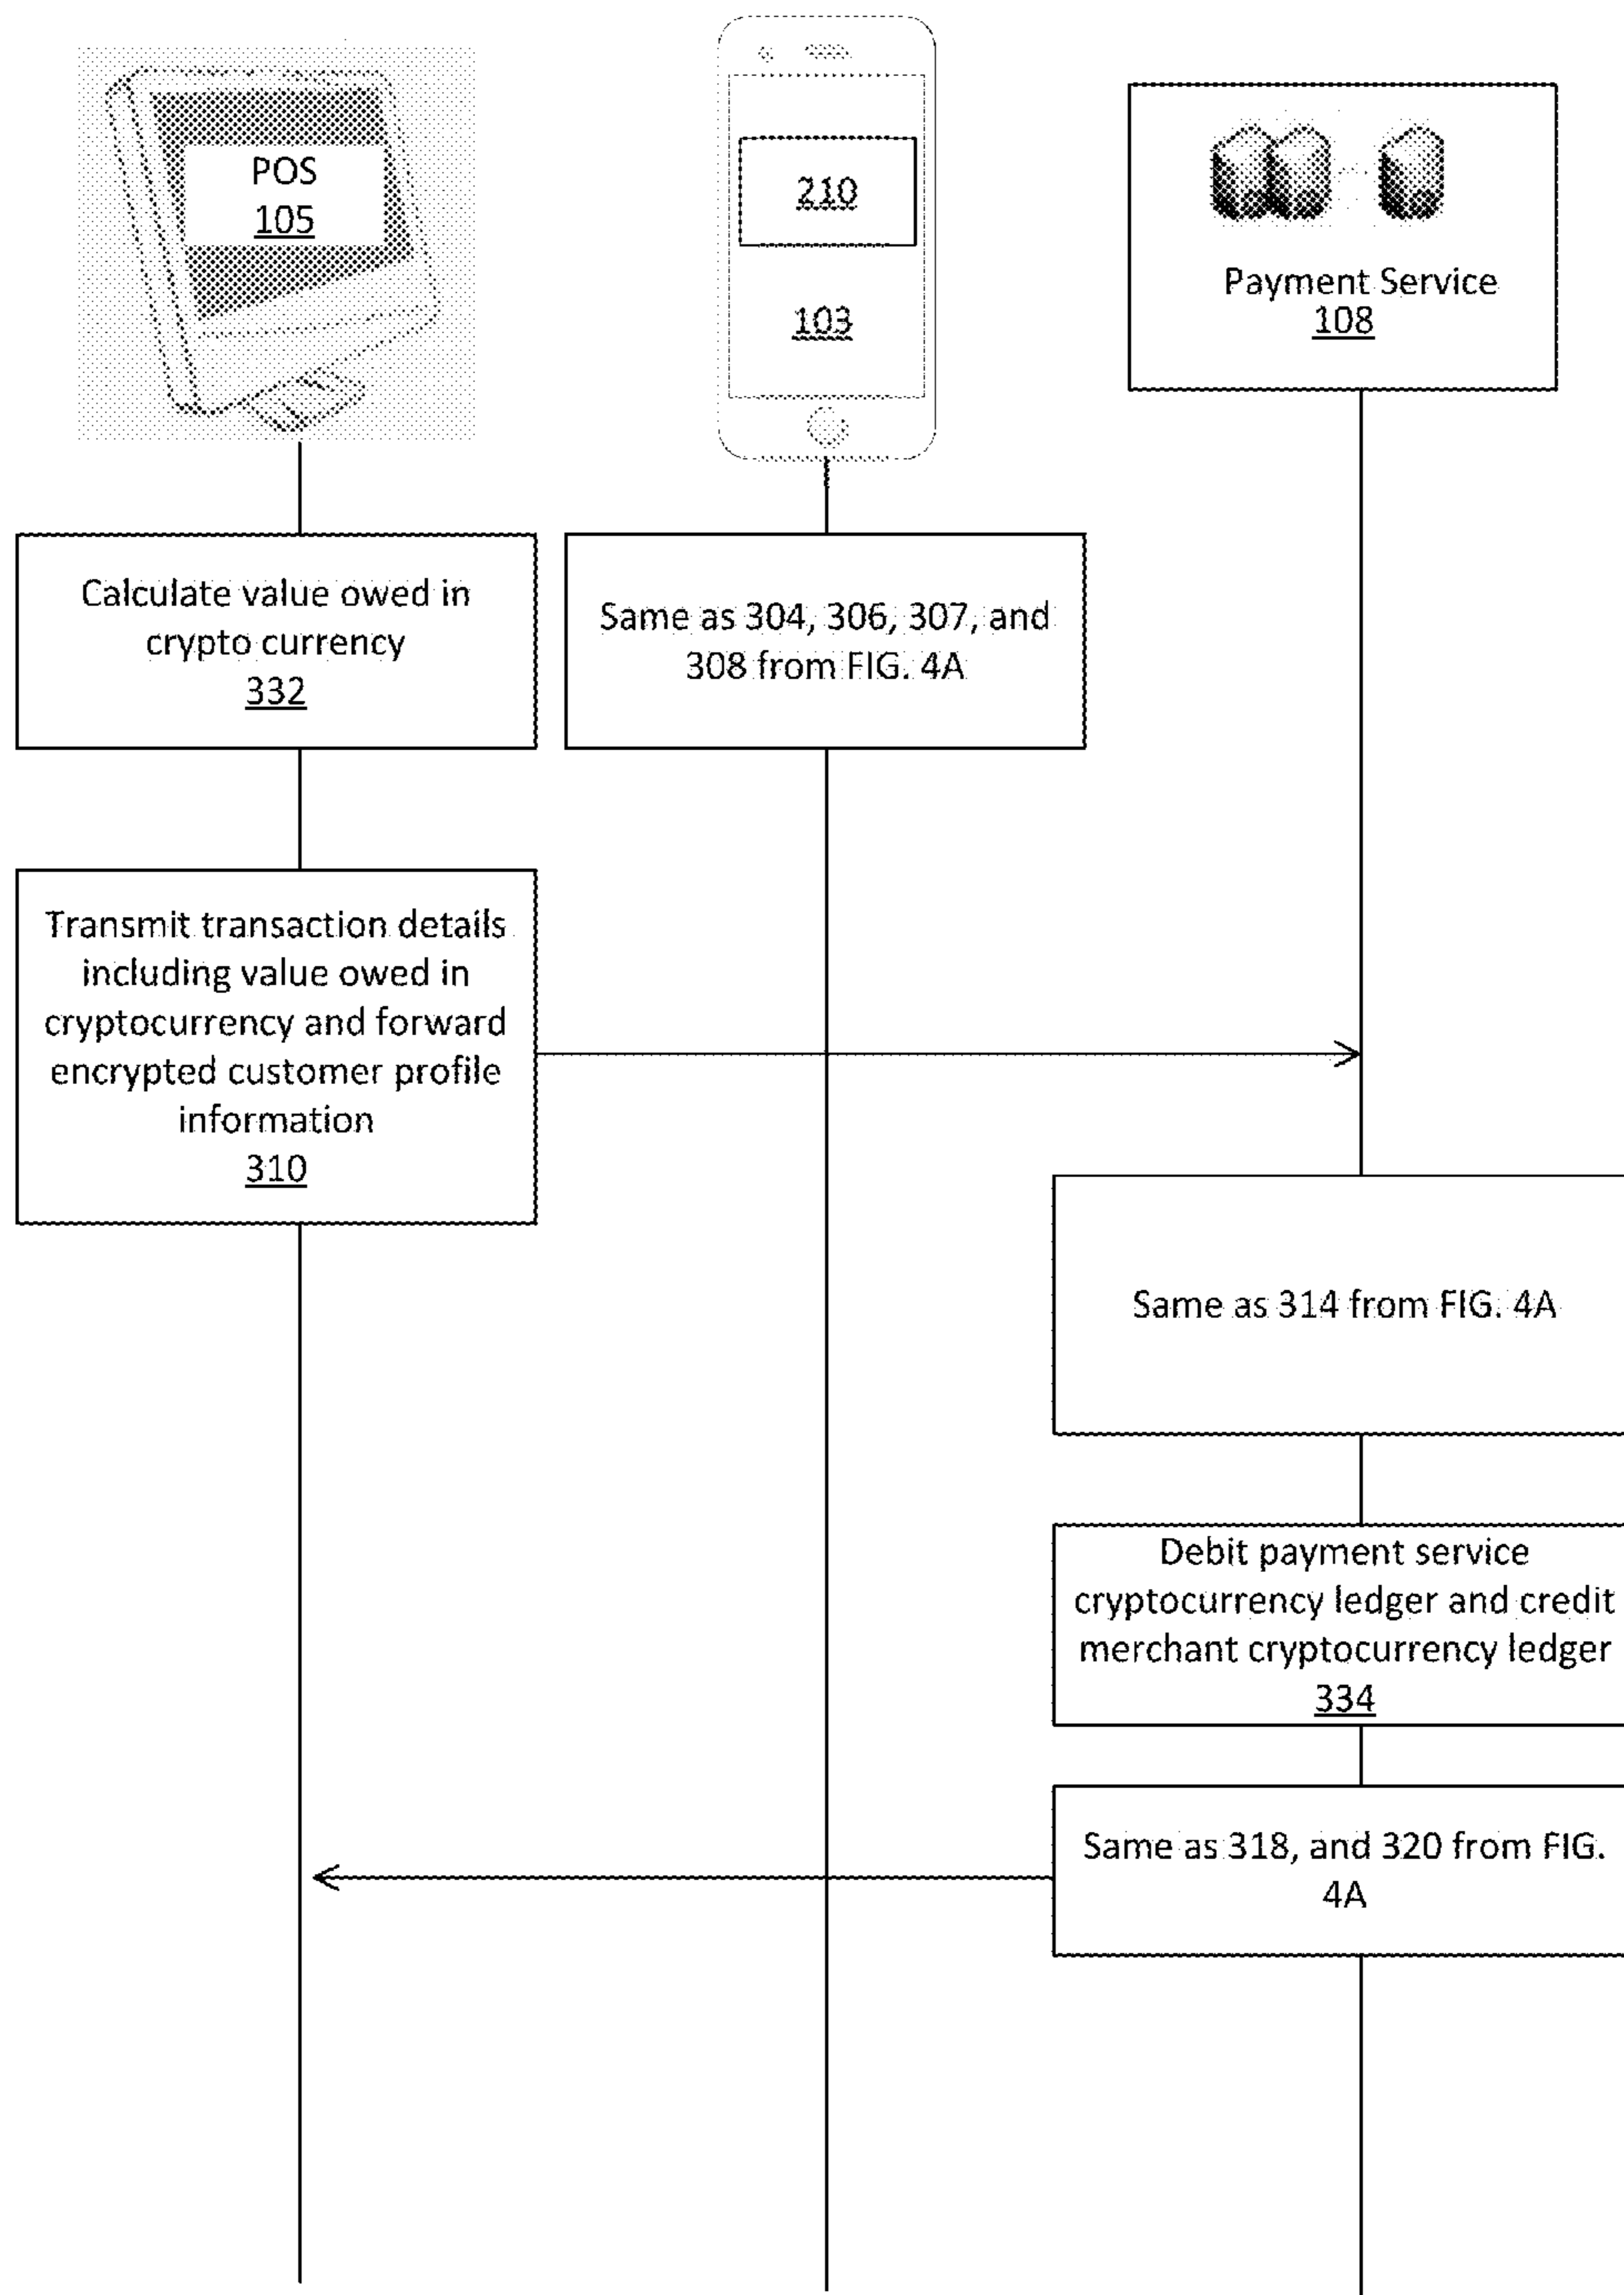 POS
105
210
103
Payment Service
108
Calculate value owed in
crypto currency
332
Same as 304, 306, 307, and
308 from FIG. 4A
Transmit transaction details
including value owed in
cryptocurrency and forward
encrypted customer profile
information
310
Same as 314 from FIG. 4A
Debit payment service
cryptocurrency ledger and credit
merchant cryptocurrency ledger
334
Same as 318, and 320 from FIG.
4A